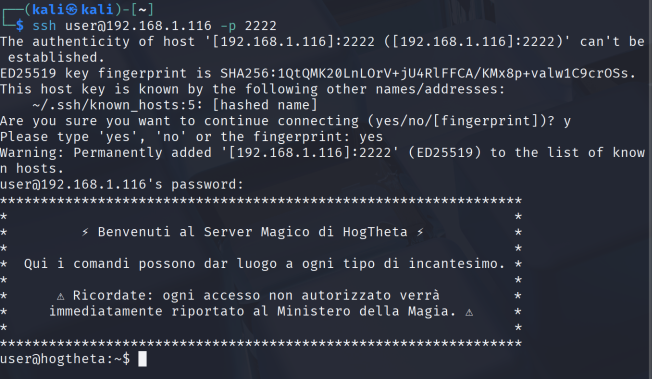 ┌──(kali㉿kali)-[~]
└─$ ssh user@192.168.1.116 -p 2222
The authenticity of host '[192.168.1.116]:2222 ([192.168.1.116]:2222)' can't be
 established.
ED25519 key fingerprint is SHA256:1QtQMK20LnLOrV+jU4RlFFCA/KMx8p+valw1C9crOSs.
This host key is known by the following other names/addresses:
    ~/.ssh/known_hosts:5: [hashed name]
Are you sure you want to continue connecting (yes/no/[fingerprint])? y
Please type 'yes', 'no' or the fingerprint: yes
Warning: Permanently added '[192.168.1.116]:2222' (ED25519) to the list of know
n hosts.
user@192.168.1.116's password:
****************************************************************
*                                                              *
*         ⚡ Benvenuti al Server Magico di HogTheta ⚡           *
*                                                              *
*  Qui i comandi possono dar luogo a ogni tipo di incantesimo. *
*                                                              *
*      ⚠ Ricordate: ogni accesso non autorizzato verrà         *
*     immediatamente riportato al Ministero della Magia. ⚠     *
*                                                              *
****************************************************************
user@hogtheta:~$